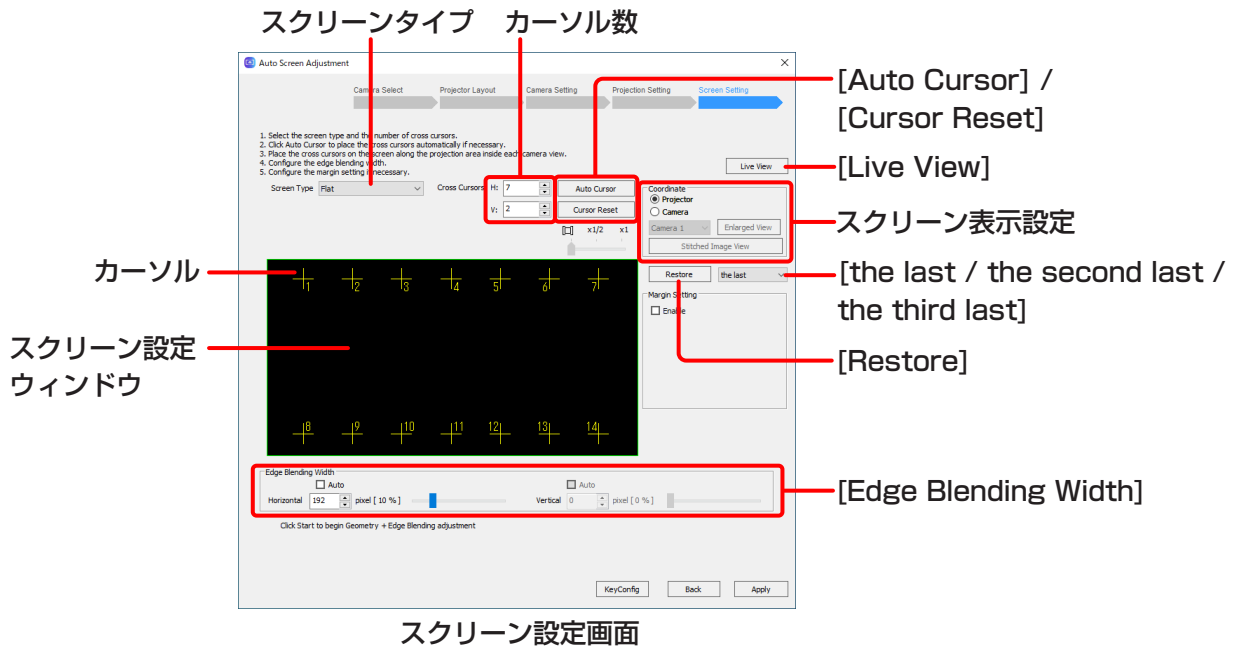 スクリーンタイプ
カーソル数
Auto Screen Adjustment
Camera Select
Projector Layout
Camera Setting
Projection Setting
Screen Setting
[Auto Cursor] /
[Cursor Reset]
1. Select the screen type and the number of cross cursors.
2. Click Auto Cursor to place the cross cursors automatically if necessary.
3. Place the cross cursors on the screen along the projection area inside each camera view.
4. Configure the edge blending width.
5. Configure the margin setting if necessary.
Live View
[Live View]
Screen Type
Flat
Cross Cursors
H:
7
Auto Cursor
V:
2
Cursor Reset
x1/2
x1
Coordinate
Projector
Camera
Camera 1
Enlarged View
Stitched Image View
スクリーン表示設定
カーソル
1
2
3
4
5
6
7
Restore
the last
[the last / the second last /
the third last]
Margin Setting
Enable
スクリーン設定
ウィンドウ
[Restore]
8
9
10
11
12
13
14
Edge Blending Width
Auto
Auto
Horizontal
192
pixel [ 10 % ]
Vertical
0
pixel [ 0 % ]
[Edge Blending Width]
Click Start to begin Geometry + Edge Blending adjustment
KeyConfig
Back
Apply
スクリーン設定画面